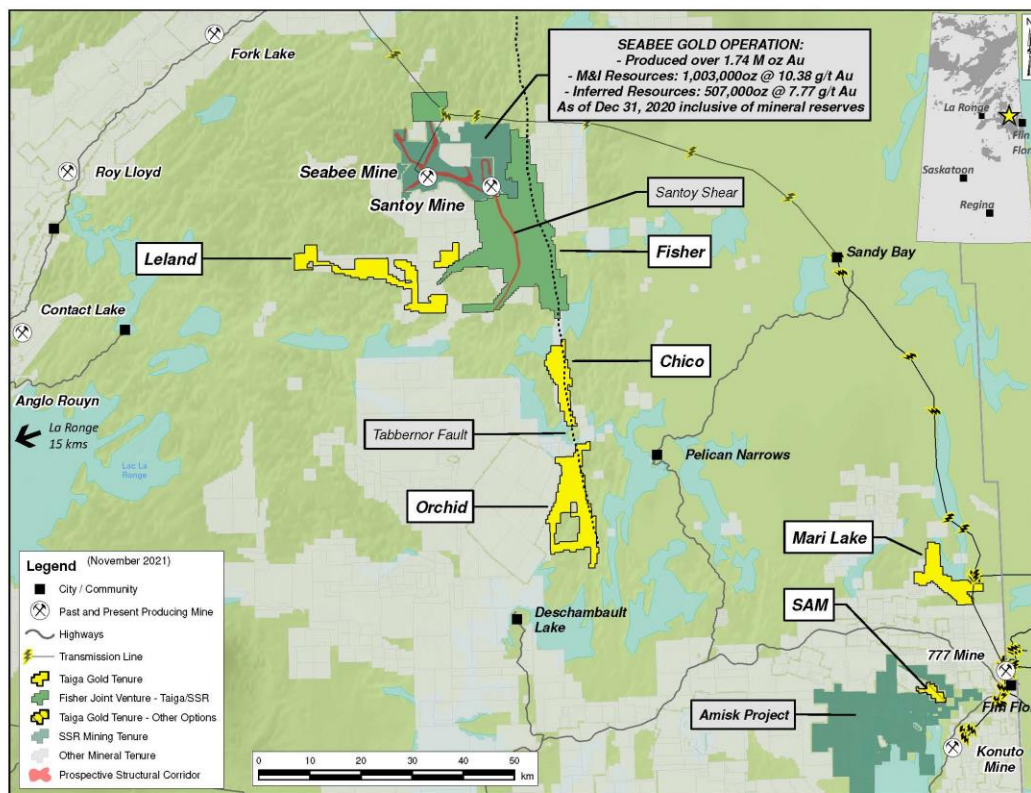 Fork Lake
SEABEE GOLD OPERATION:
- Produced over 1.74 M oz Au
- M&I Resources: 1,003,000oz @ 10.38 g/t Au
- Inferred Resources: 507,000oz @ 7.77 g/t Au
As of Dec 31, 2020 inclusive of mineral reserves
N
La Ronge
Flin
Flon
Saskatoon
Regina
Roy Lloyd
Seabee Mine
Santoy Mine
Santoy Shear
Leland
Fisher
Sandy Bay
Contact Lake
Chico
Anglo Rouyn
La Ronge
15 kms
Lac La
Ronge
Tabbernor Fault
Pelican Narrows
Orchid
Mari Lake
SAM
Deschambault
Lake
777 Mine
Flin Flo
Amisk Project
Konuto
Mine
Legend (November 2021)
City / Community
Past and Present Producing Mine
Highways
Transmission Line
Taiga Gold Tenure
Fisher Joint Venture - Taiga/SSR
Taiga Gold Tenure - Other Options
SSR Mining Tenure
Other Mineral Tenure
Prospective Structural Corridor
0 10 20 30 40 50
km